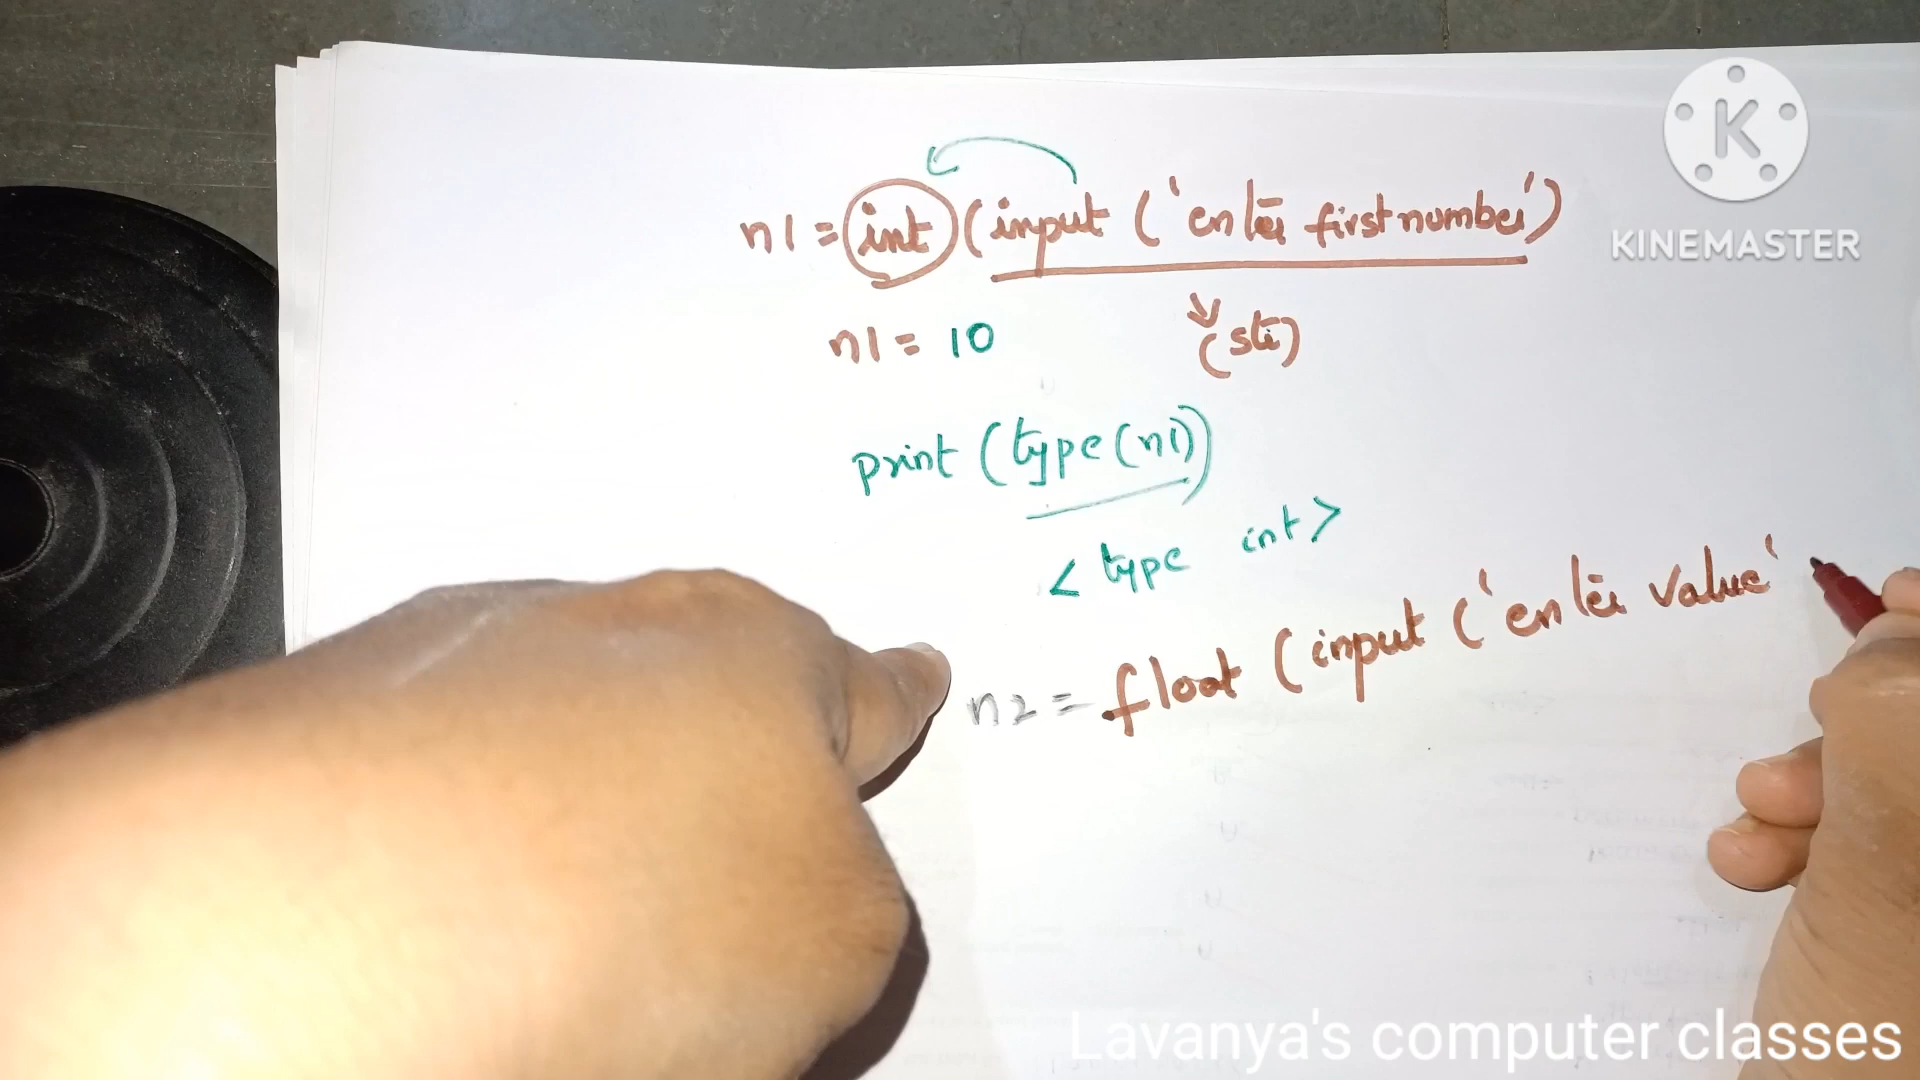 n1 = int (input ('enter first number')
n1 = 10
(str)
print (type (n1))
< type int >
n2 = float (input ('enter value'
K
KINEMASTER
Lavanya's computer classes